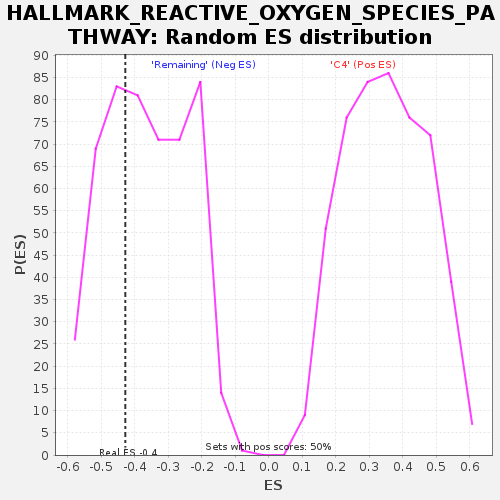 HALLMARK_REACTIVE_OXYGEN_SPECIES_PA
THWAY: Random ES distribution
'Remaining' (Neg ES) 'C4' (Pos ES)
90
85
80
75
70
65
60
55
50
45
40
35
30
25
20
15
10
5
0
P(ES)
Real ES -0.4
Sets with pos scores: 50%
-0.6 -0.5 -0.4 -0.3 -0.2 -0.1 0.0 0.1 0.2 0.3 0.4 0.5 0.6
ES